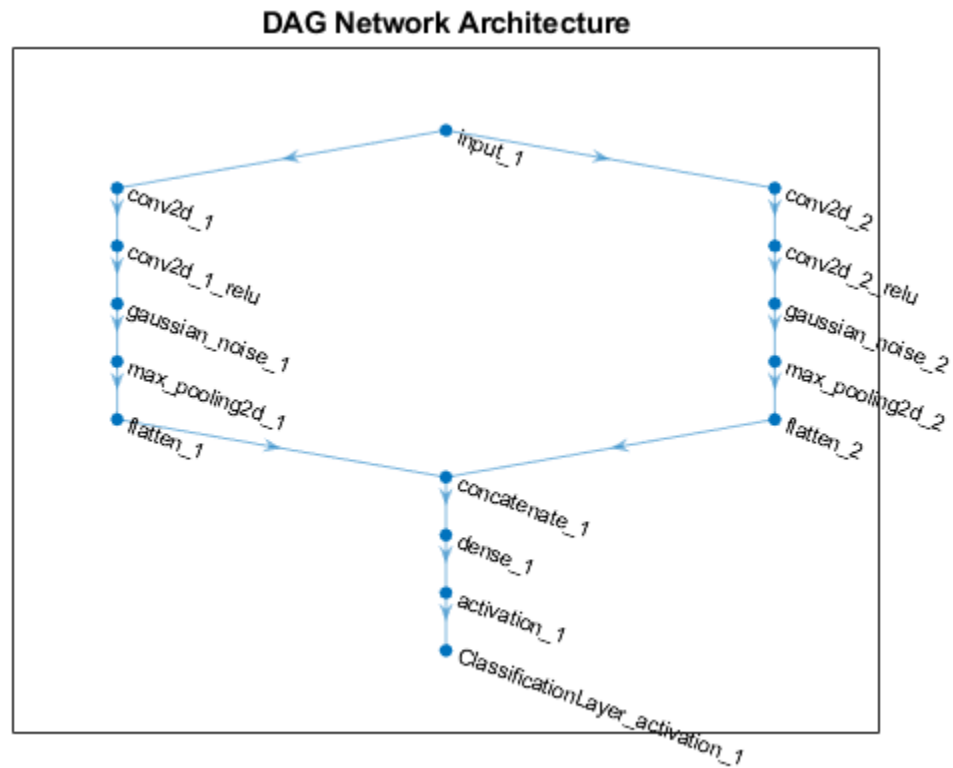 DAG Network Architecture
input_1
conv2d_1
conv2d_2
conv2d_1_relu
conv2d_2_relu
gaussian_noise_1
gaussian_noise_2
max_pooling2d_1
max_pooling2d_2
flatten_1
flatten_2
concatenate_1
dense_1
activation_1
ClassificationLayer_activation_1